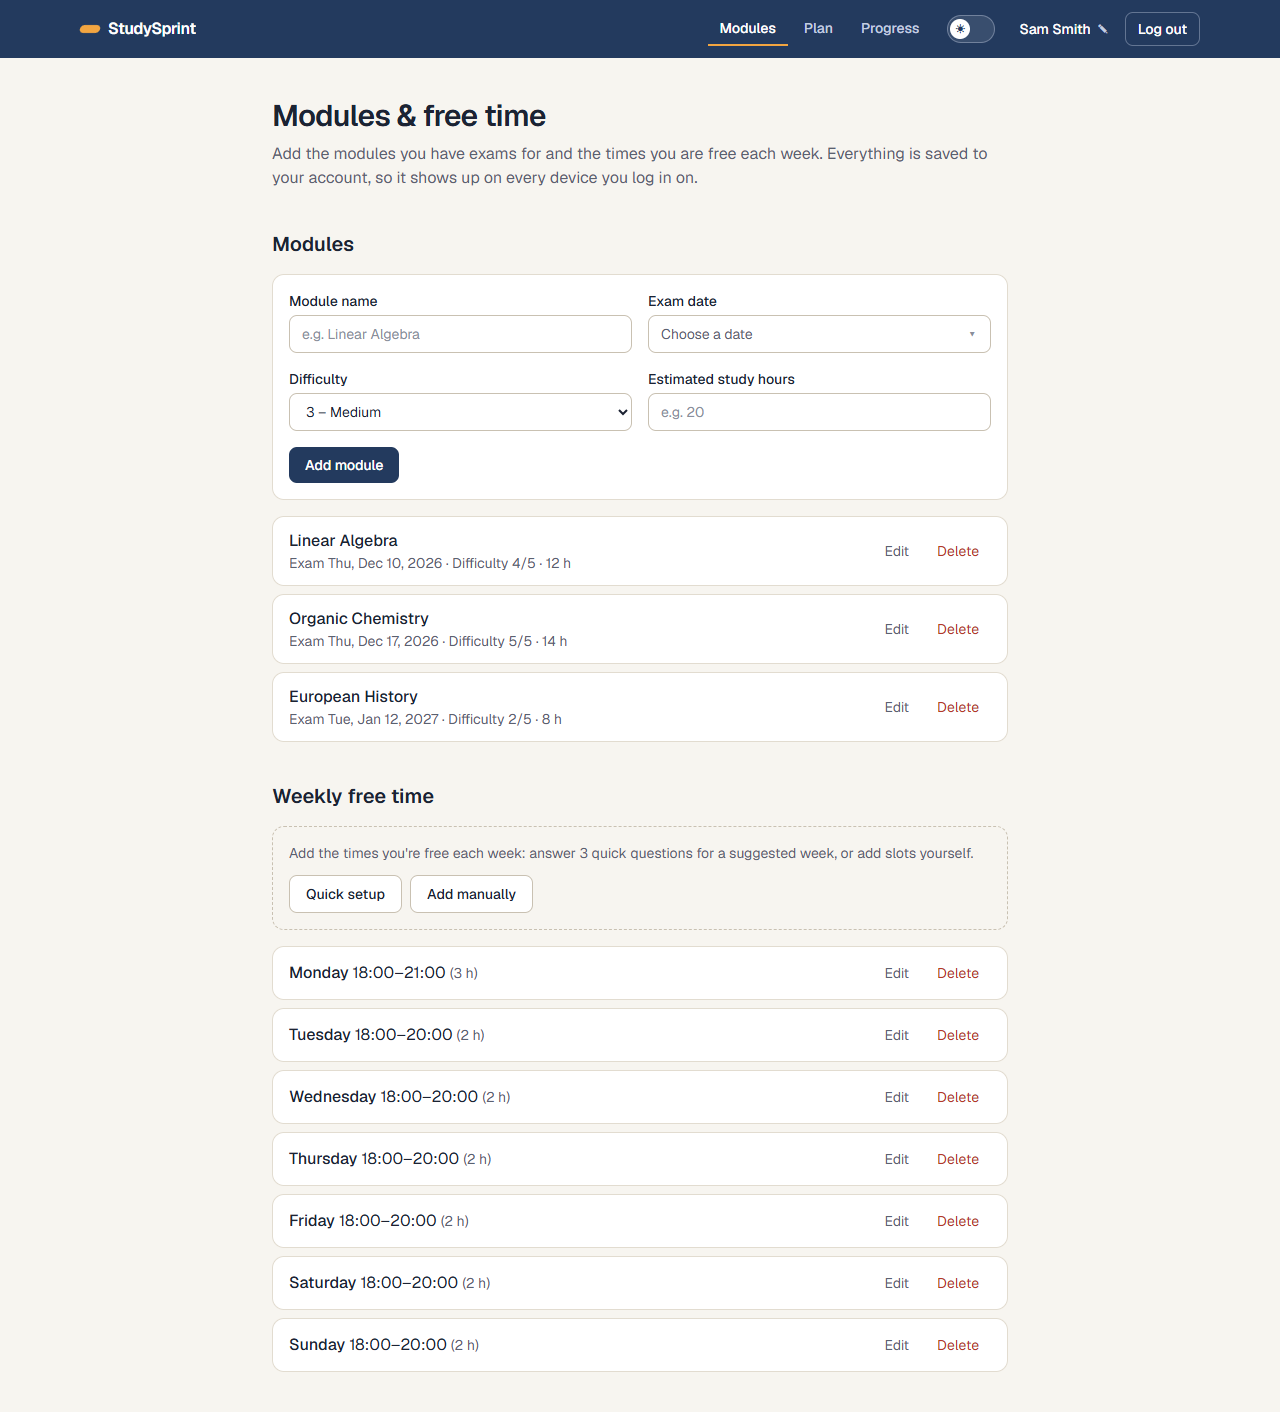 StudySprint
Modules Plan Progress Sam Smith Log out
Modules & free time
Add the modules you have exams for and the times you are free each week. Everything is saved to
your account, so it shows up on every device you log in on.
Modules
Module name Exam date
e.g. Linear Algebra Choose a date
Difficulty Estimated study hours
3 – Medium e.g. 20
Add module
Linear Algebra
Exam Thu, Dec 10, 2026 · Difficulty 4/5 · 12 h
Edit Delete
Organic Chemistry
Exam Thu, Dec 17, 2026 · Difficulty 5/5 · 14 h
Edit Delete
European History
Exam Tue, Jan 12, 2027 · Difficulty 2/5 · 8 h
Edit Delete
Weekly free time
Add the times you're free each week: answer 3 quick questions for a suggested week, or add slots yourself.
Quick setup Add manually
Monday 18:00–21:00 (3 h) Edit Delete
Tuesday 18:00–20:00 (2 h) Edit Delete
Wednesday 18:00–20:00 (2 h) Edit Delete
Thursday 18:00–20:00 (2 h) Edit Delete
Friday 18:00–20:00 (2 h) Edit Delete
Saturday 18:00–20:00 (2 h) Edit Delete
Sunday 18:00–20:00 (2 h) Edit Delete